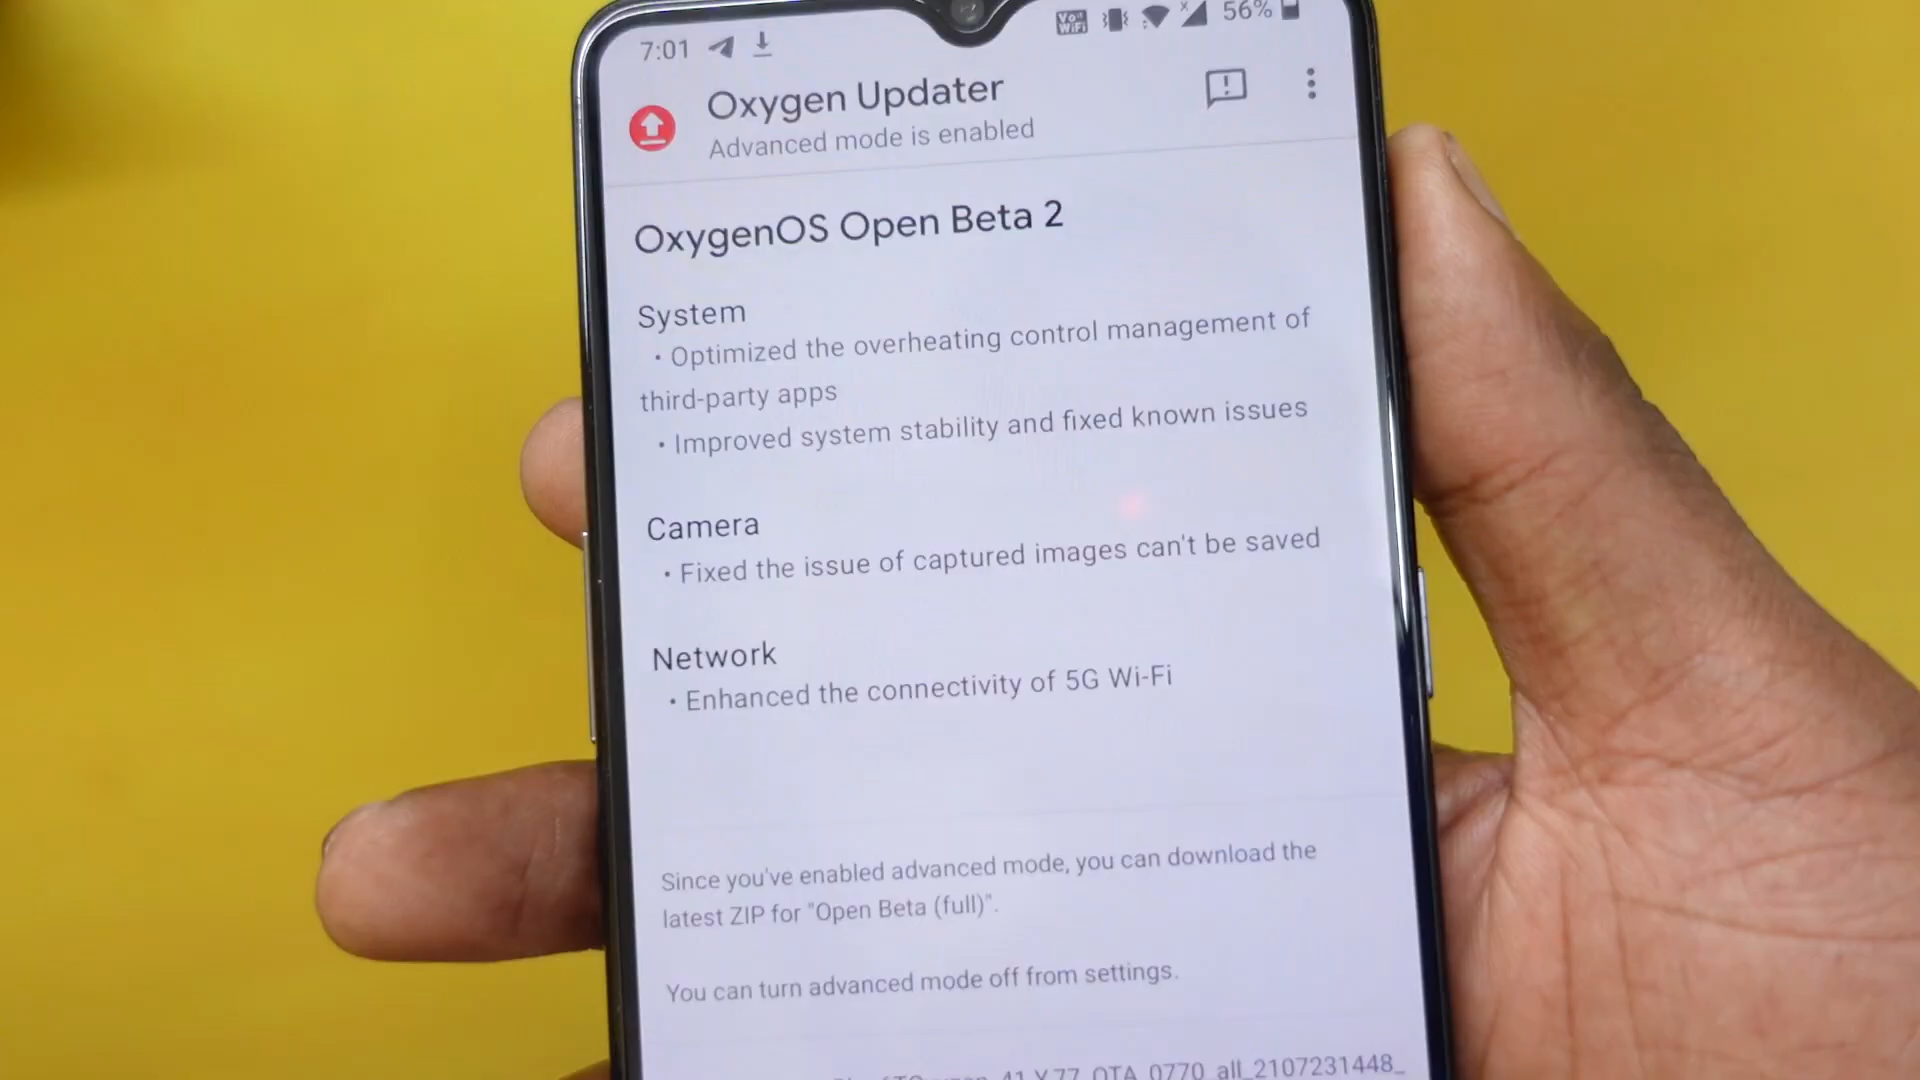 7:01
Vo WiFi
56%
Oxygen Updater
Advanced mode is enabled
OxygenOS Open Beta 2
System
• Optimized the overheating control management of
third-party apps
• Improved system stability and fixed known issues
Camera
• Fixed the issue of captured images can't be saved
Network
• Enhanced the connectivity of 5G Wi-Fi
Since you've enabled advanced mode, you can download the
latest ZIP for "Open Beta (full)".
You can turn advanced mode off from settings.
OTA_0770_all_2107231448_